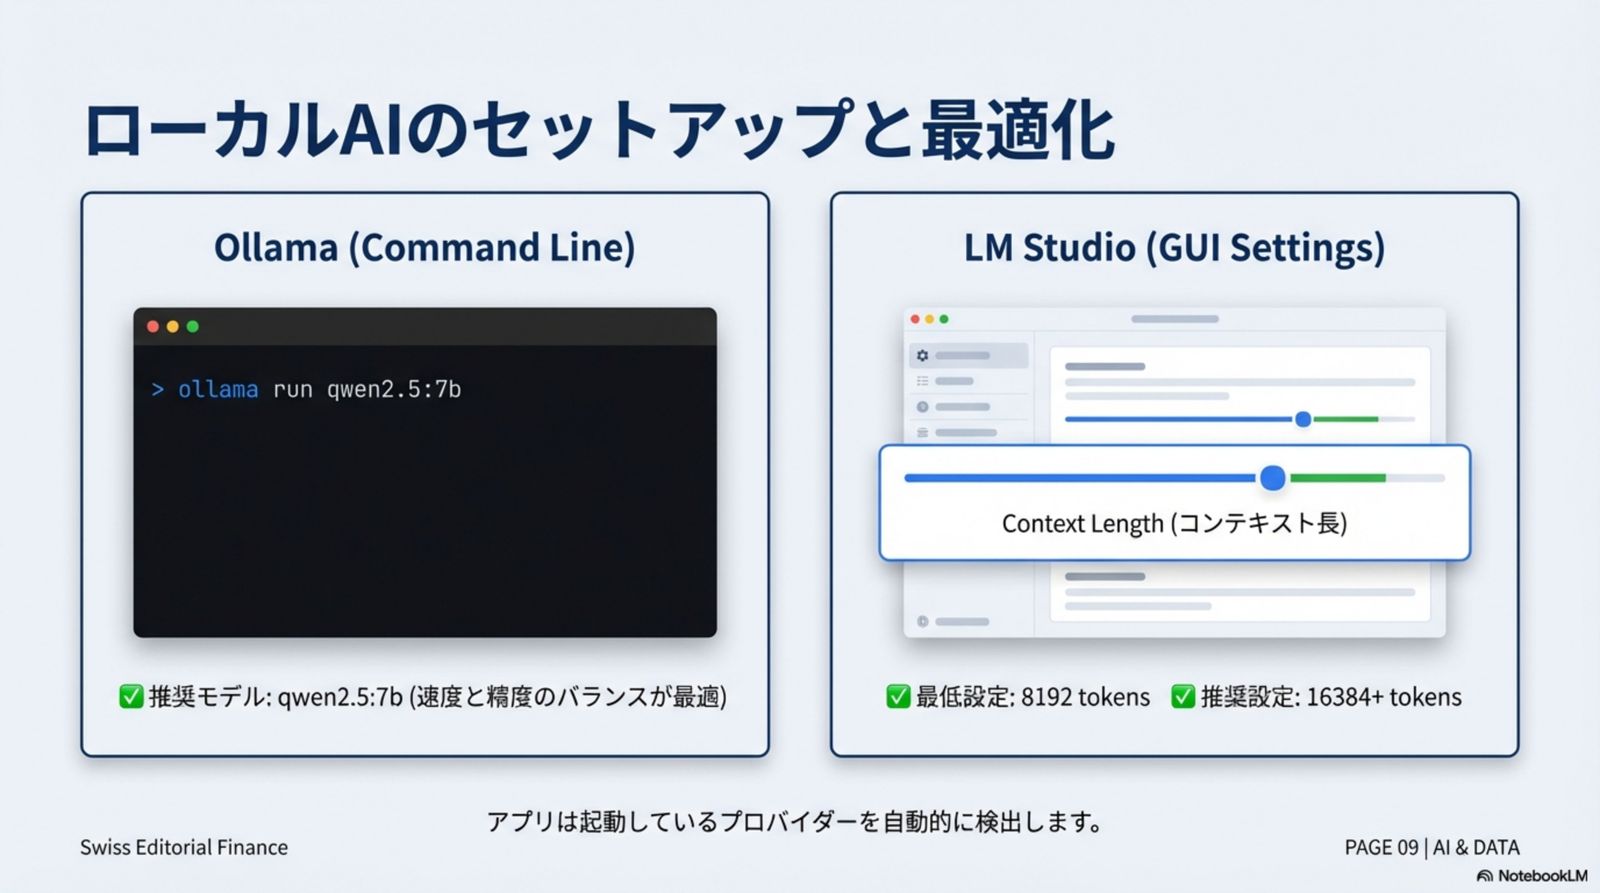 ローカルAIのセットアップと最適化
Ollama (Command Line)
> ollama run qwen2.5:7b
✅ 推奨モデル: qwen2.5:7b (速度と精度のバランスが最適)
LM Studio (GUI Settings)
Context Length (コンテキスト長)
✅ 最低設定: 8192 tokens ✅ 推奨設定: 16384+ tokens
アプリは起動しているプロバイダーを自動的に検出します。
Swiss Editorial Finance
PAGE 09 | AI & DATA
NotebookLM